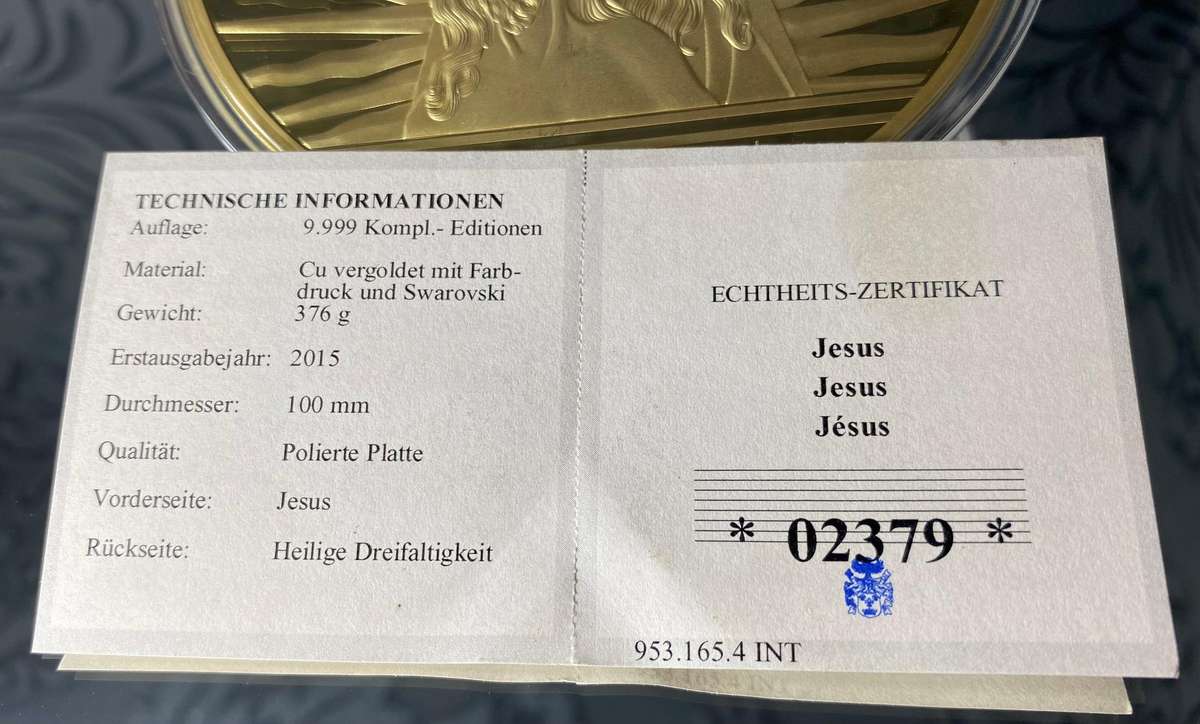 TECHNISCHE INFORMATIONEN
Auflage: 9.999 Kompl.- Editionen
Material: Cu vergoldet mit Farb-
druck und Swarovski
Gewicht: 376 g
Erstausgabejahr: 2015
Durchmesser: 100 mm
Qualität: Polierte Platte
Vorderseite: Jesus
Rückseite: Heilige Dreifaltigkeit
ECHTHEITS-ZERTIFIKAT
Jesus
Jesus
Jésus
* 02379 *
953.165.4 INT